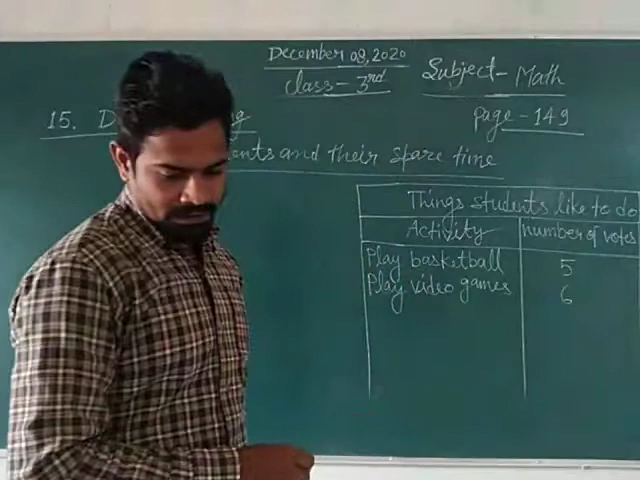 December 08, 2020
Class- 3rd
Subject- Math
15. D
Page - 149
ents and their spare time
Things students like to do
Activity number of votes
Play basketball 5
Play video games 6